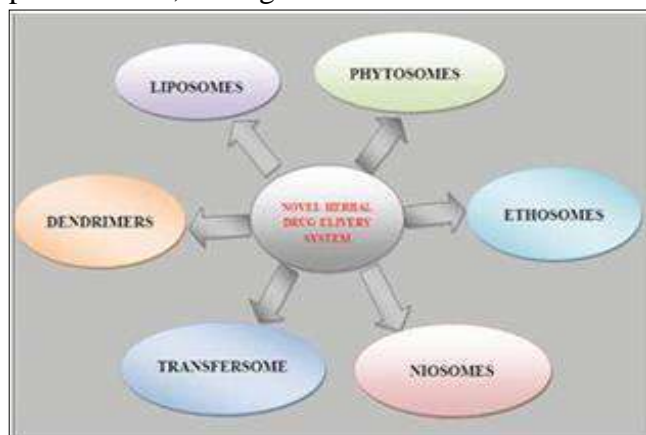 LIPOSOMES
PHYTOSOMES
DENDRIMERS
NOVEL HERBAL
DRUG ELIVERY
SYSTEM
ETHOSOMES
TRANSFERSOME
NIOSOMES